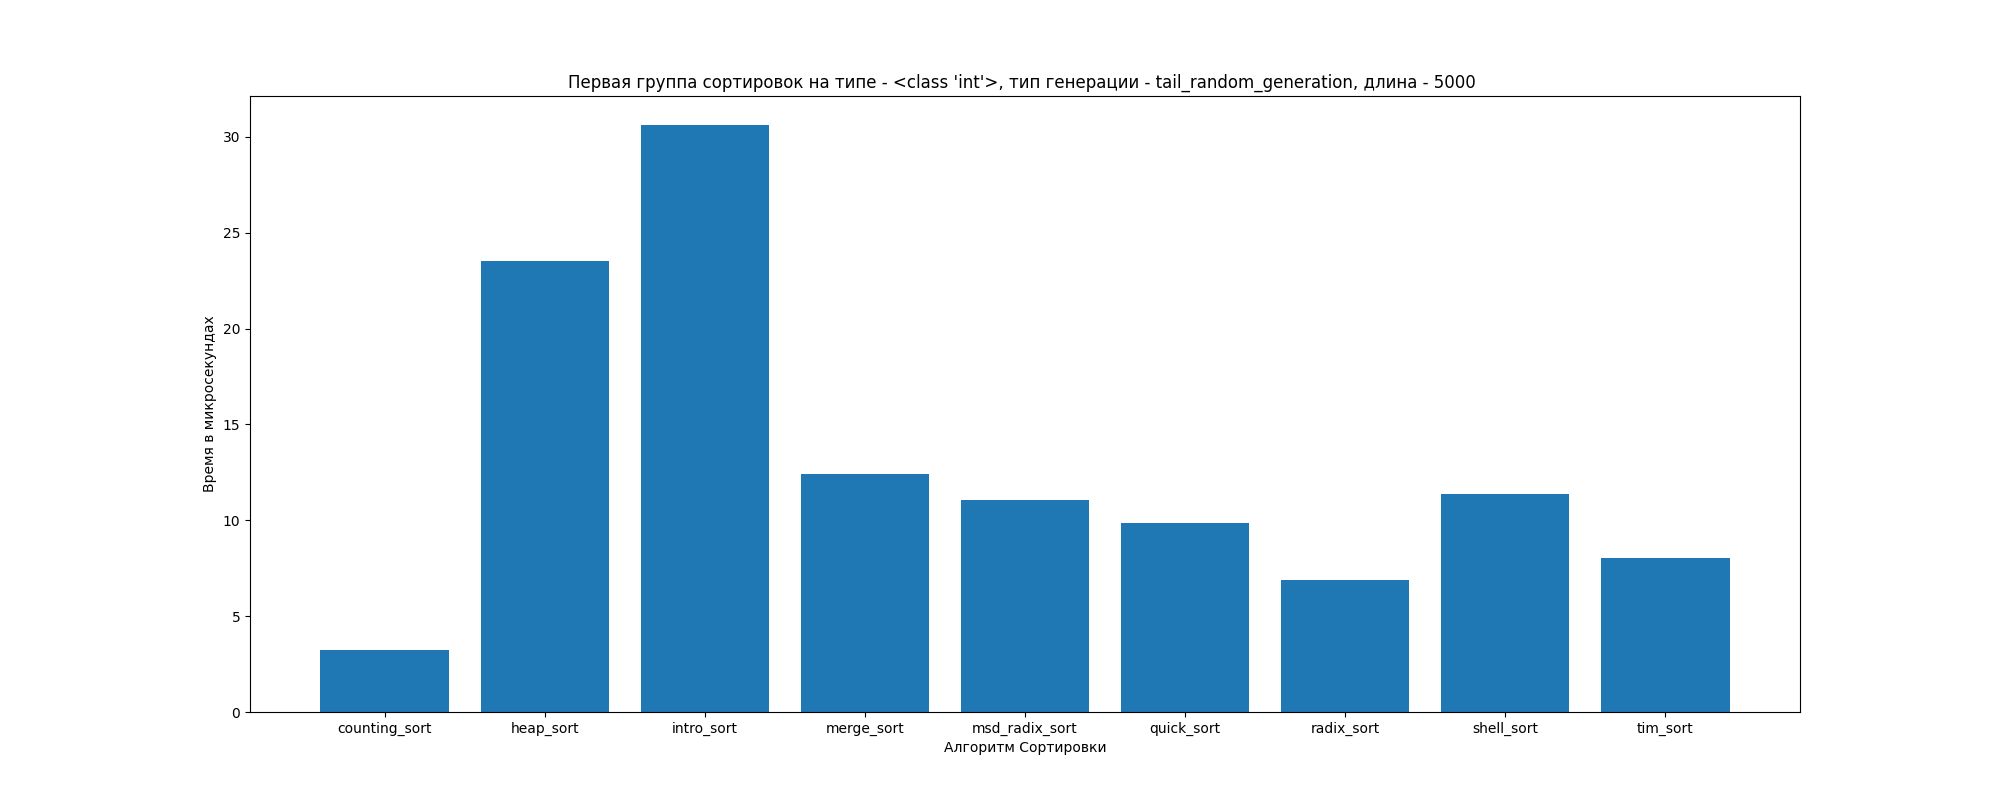 Первая группа сортировок на типе - <class 'int'>, тип генерации - tail_random_generation, длина - 5000
Время в микросекундах
30
25
20
15
10
5
0
counting_sort heap_sort intro_sort merge_sort msd_radix_sort quick_sort radix_sort shell_sort tim_sort
Алгоритм Сортировки